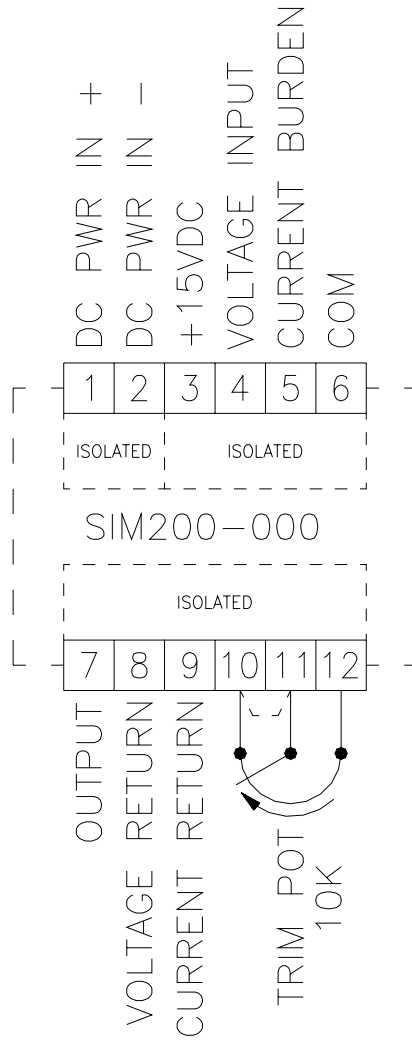 DC PWR IN +
DC PWR IN -
+15VDC
VOLTAGE INPUT
CURRENT BURDEN
COM
1 2 3 4 5 6
ISOLATED ISOLATED
SIM200-000
ISOLATED
7 8 9 10 11 12
OUTPUT
VOLTAGE RETURN
CURRENT RETURN
TRIM POT
10K